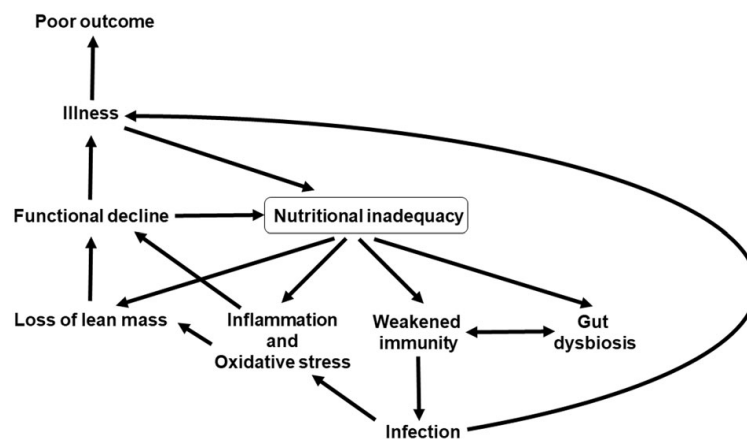 Poor outcome
Illness
Functional decline
Nutritional inadequacy
Loss of lean mass
Inflammation
and
Oxidative stress
Weakened
immunity
Gut
dysbiosis
Infection